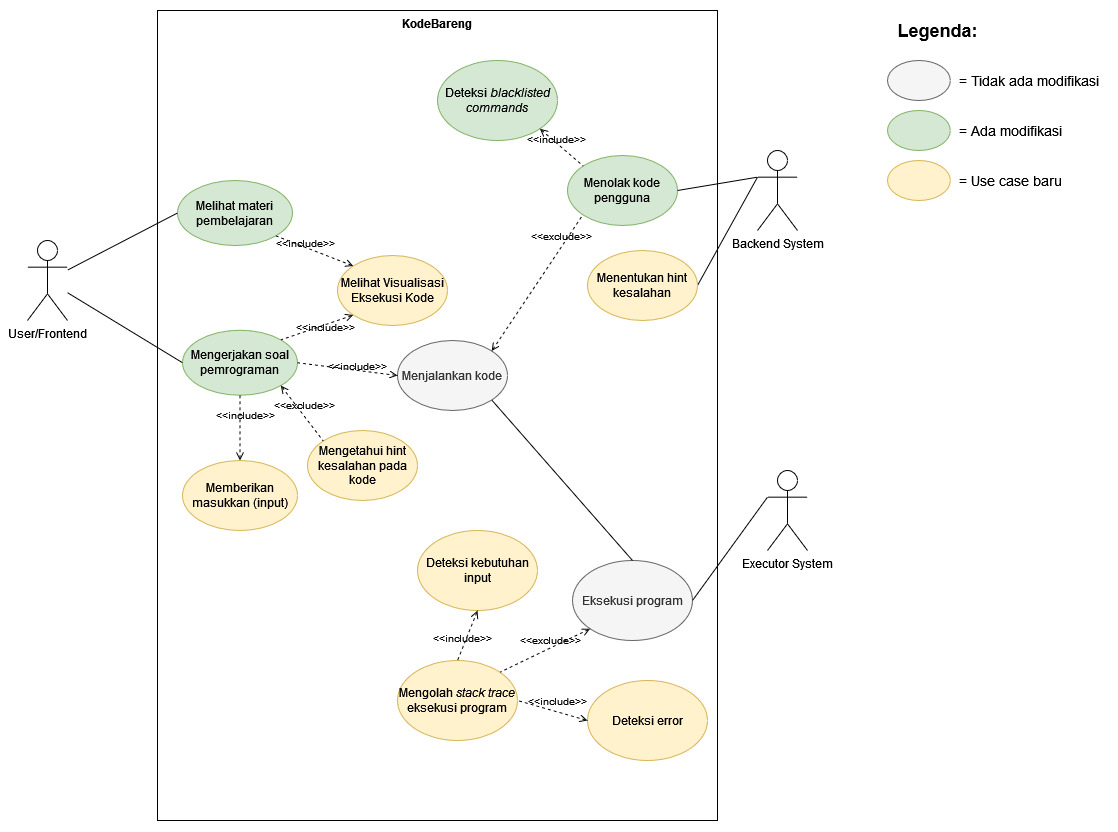 KodeBareng
Legenda:
= Tidak ada modifikasi
= Ada modifikasi
= Use case baru
Deteksi blacklisted
commands
<<include>>
Menolak kode
pengguna
Backend System
<<exclude>>
Melihat materi
pembelajaran
<<include>>
Menentukan hint
kesalahan
Melihat Visualisasi
Eksekusi Kode
User/Frontend
<<include>>
Mengerjakan soal
pemrograman
<<include>>
Menjalankan kode
<<include>>
<<exclude>>
Mengetahui hint
kesalahan pada
kode
Memberikan
masukkan (input)
Deteksi kebutuhan
input
Executor System
Eksekusi program
<<include>>
<<exclude>>
Mengolah stack trace
eksekusi program
<<include>>
Deteksi error